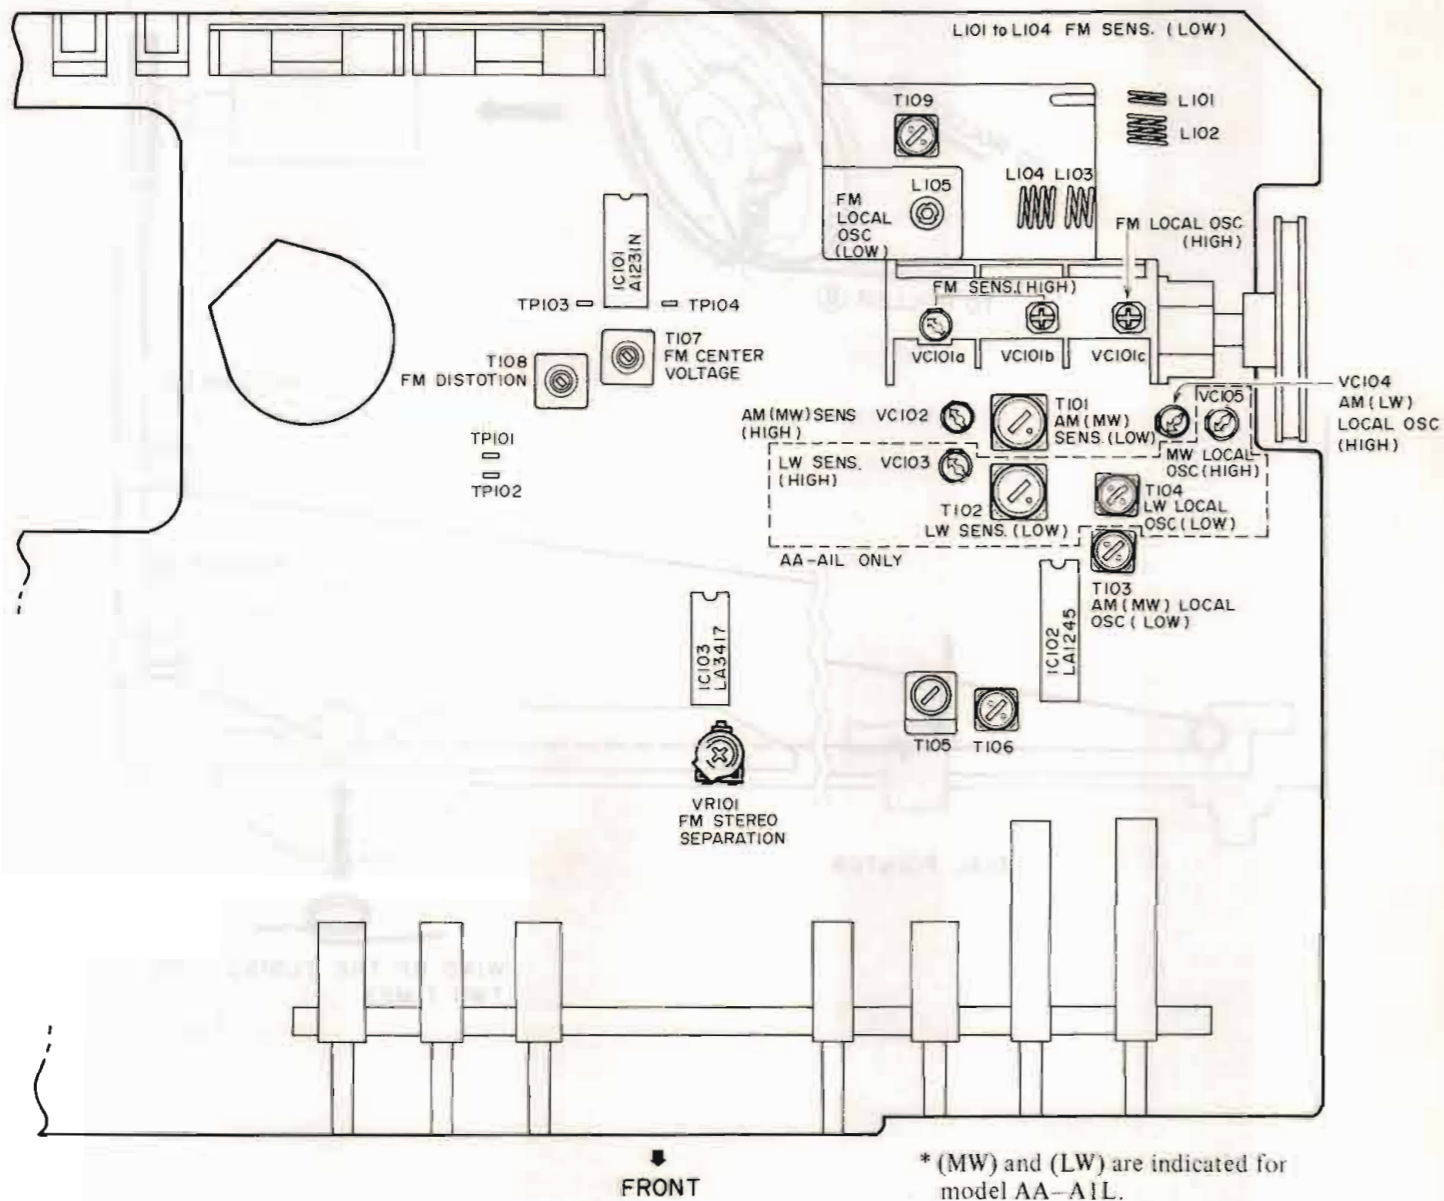 L101 to L104 FM SENS. (LOW)
T109
L101
L102
L104 L103
L105
FM
LOCAL
OSC
(LOW)
FM LOCAL OSC
(HIGH)
IC101
A1231N
TP103
TP104
FM SENS.(HIGH)
VC101a
VC101b
VC101c
T107
FM CENTER
VOLTAGE
T108
FM DISTOTION
VC104
AM(LW)
LOCAL OSC
(HIGH)
VC105
MW LOCAL
OSC(HIGH)
AM(MW)SENS
(HIGH)
VC102
T101
AM(MW)
SENS.(LOW)
TP101
TP102
LW SENS.
(HIGH)
VC103
T102
LW SENS.(LOW)
T104
LW LOCAL
OSC(LOW)
AA-A1L ONLY
T103
AM(MW) LOCAL
OSC(LOW)
IC102
LA1245
IC103
LA3417
T105
T106
VR101
FM STEREO
SEPARATION
FRONT
* (MW) and (LW) are indicated for
model AA-A1L.